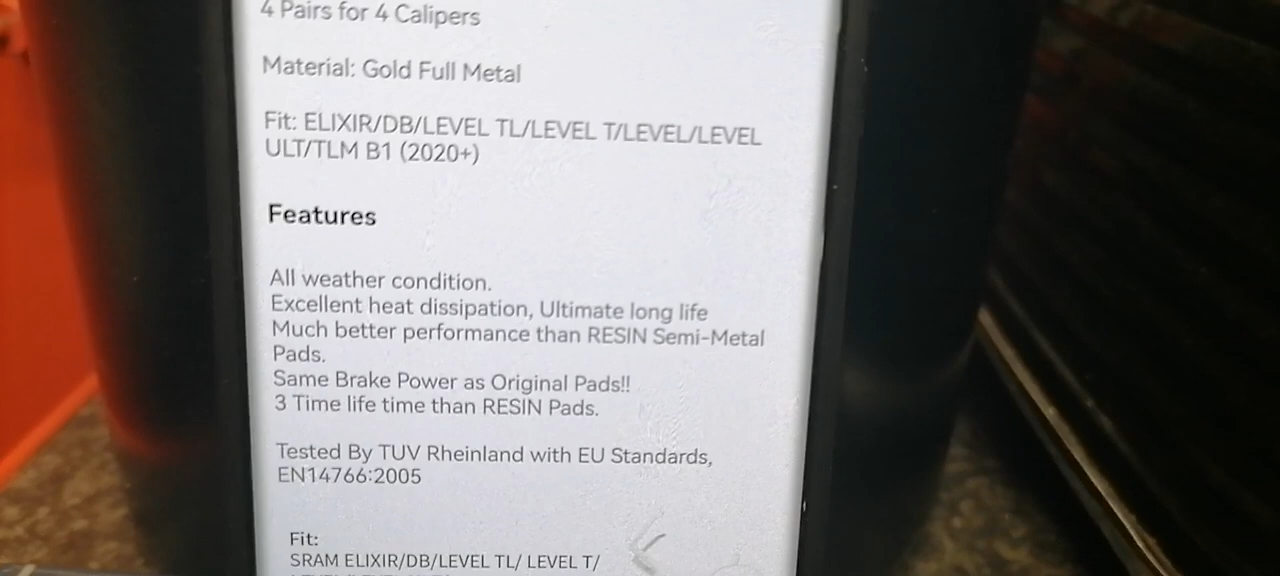 4 Pairs for 4 Calipers
Material: Gold Full Metal
Fit: ELIXIR/DB/LEVEL TL/LEVEL T/LEVEL/LEVEL
ULT/TLM B1 (2020+)
Features
All weather condition.
Excellent heat dissipation, Ultimate long life
Much better performance than RESIN Semi-Metal
Pads.
Same Brake Power as Original Pads!!
3 Time life time than RESIN Pads.
Tested By TUV Rheinland with EU Standards,
EN14766:2005
Fit:
SRAM ELIXIR/DB/LEVEL TL/ LEVEL T/